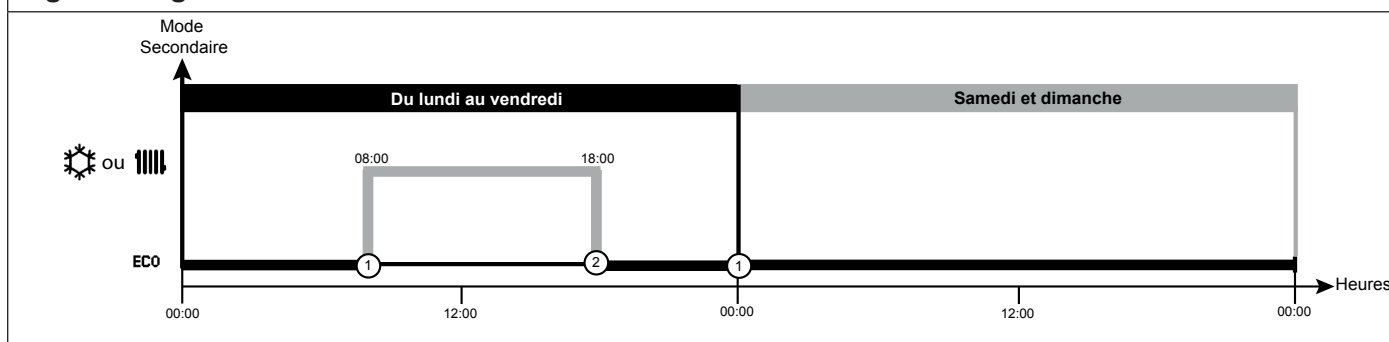 Mode
Secondaire
Du lundi au vendredi
Samedi et dimanche
08:00
18:00
ou
ECO
1
2
1
Heures
00:00
12:00
00:00
12:00
00:00